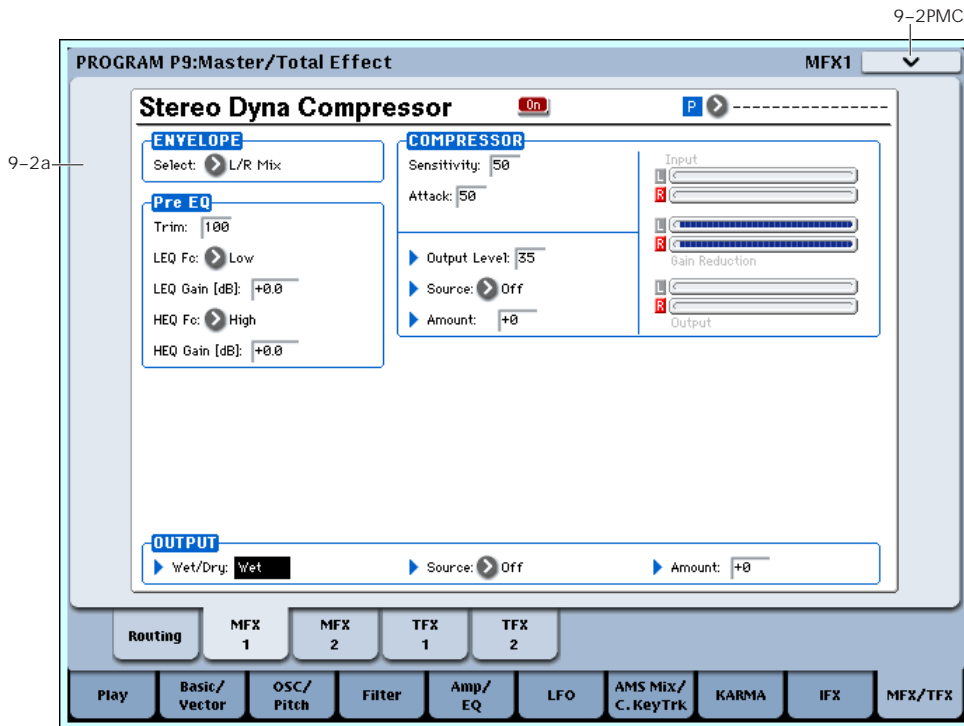 9-2PMC
PROGRAM P9:Master/Total Effect MFX1
9-2a
Stereo Dyna Compressor On P ----------------
ENVELOPE
Select: L/R Mix
Pre EQ
Trim: 100
LEQ Fc: Low
LEQ Gain [dB]: +0.0
HEQ Fc: High
HEQ Gain [dB]: +0.0
COMPRESSOR
Sensitivity: 50
Attack: 50
Output Level: 35
Source: Off
Amount: +0
Input
L
R
L
R
Gain Reduction
L
R
Output
OUTPUT
Wet/Dry: Wet Source: Off Amount: +0
Routing
MFX
1
MFX
2
TFX
1
TFX
2
Play
Basic/
Vector
OSC/
Pitch
Filter
Amp/
EQ
LFO
AMS Mix/
C.KeyTrk
KARMA
IFX
MFX/TFX